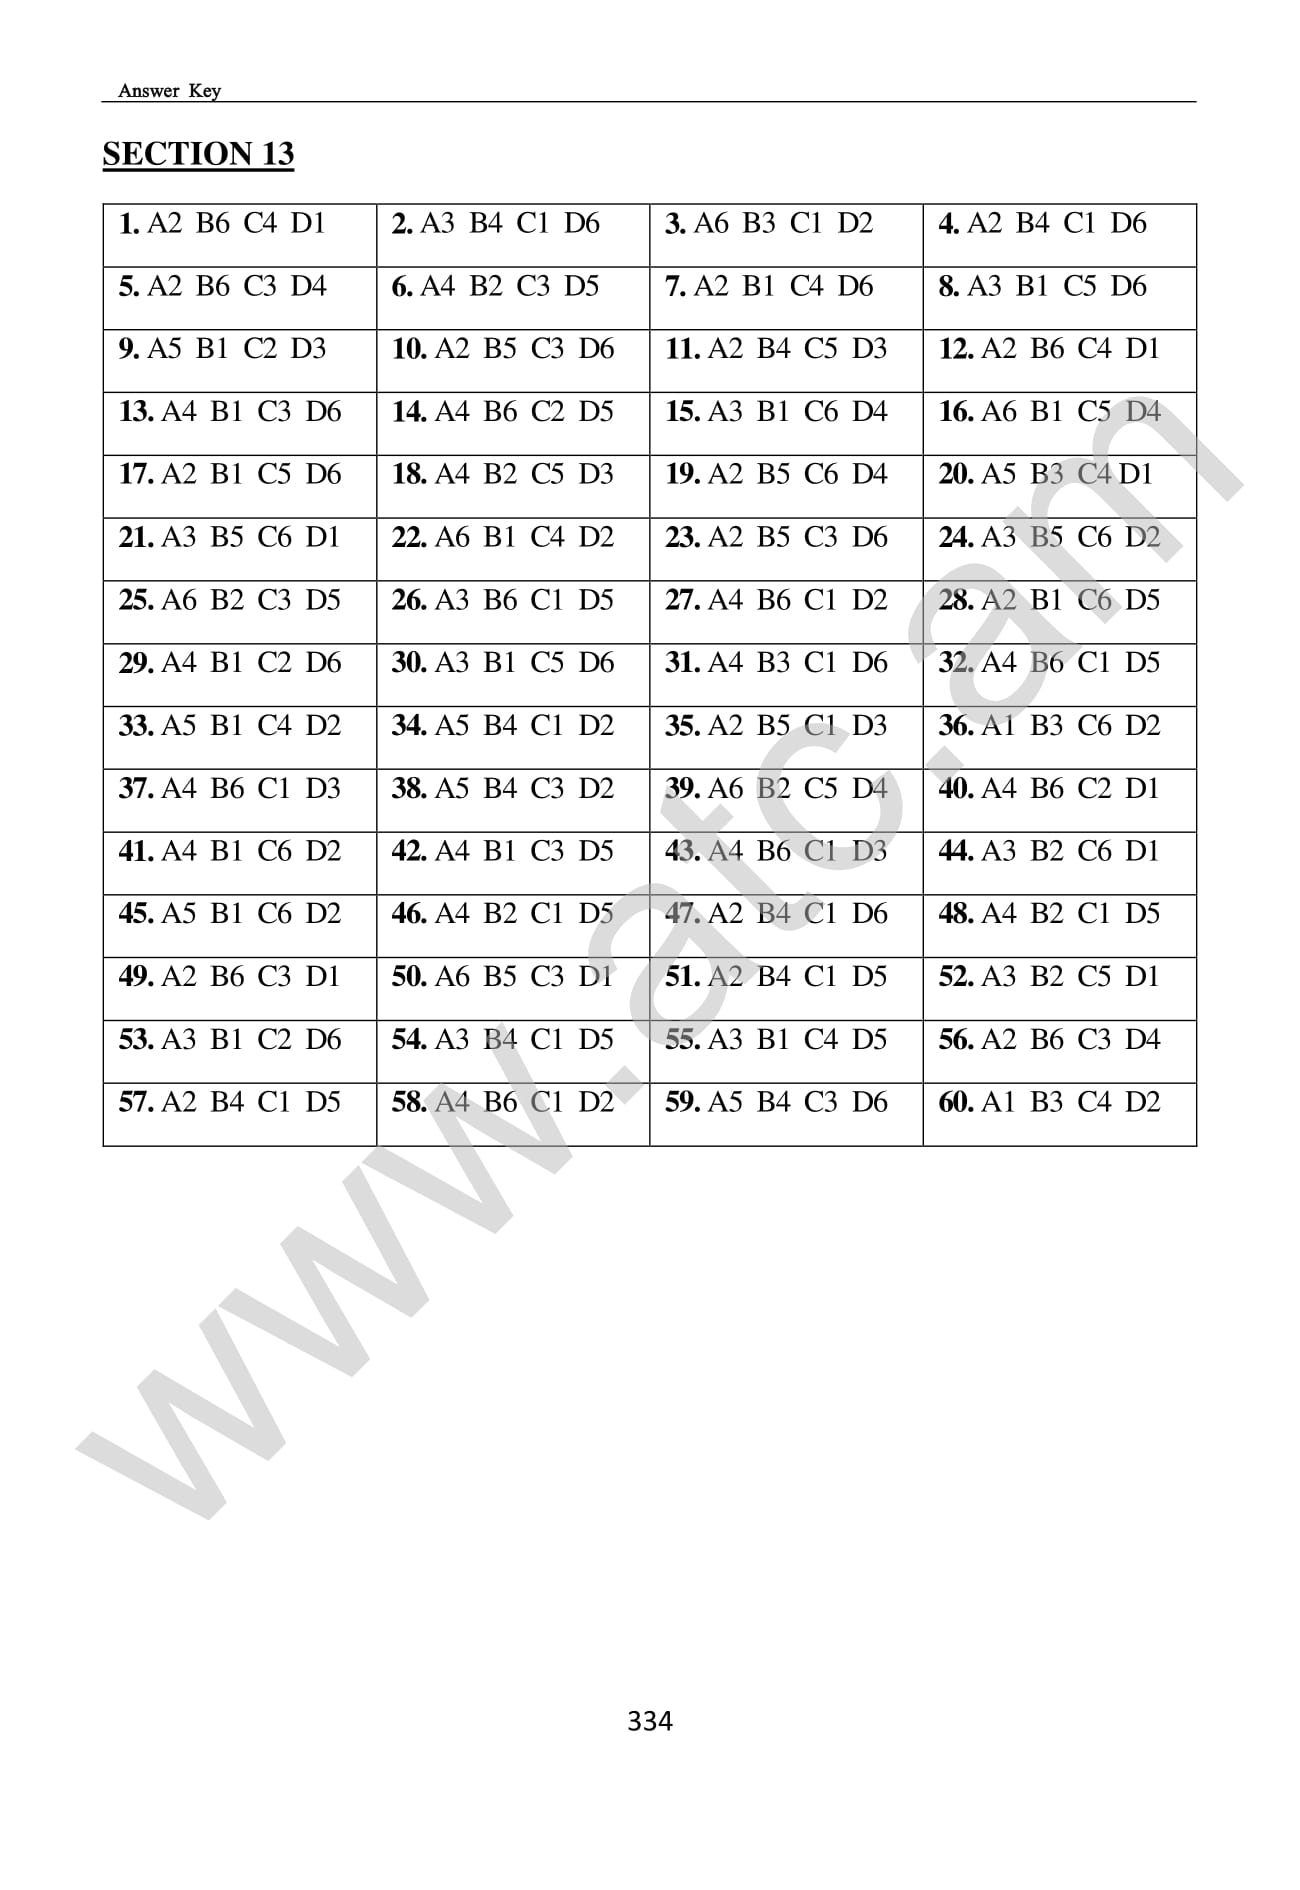 Answer Key
SECTION 13
1. A2 B6 C4 D1 2. A3 B4 C1 D6 3. A6 B3 C1 D2 4. A2 B4 C1 D6
5. A2 B6 C3 D4 6. A4 B2 C3 D5 7. A2 B1 C4 D6 8. A3 B1 C5 D6
9. A5 B1 C2 D3 10. A2 B5 C3 D6 11. A2 B4 C5 D3 12. A2 B6 C4 D1
13. A4 B1 C3 D6 14. A4 B6 C2 D5 15. A3 B1 C6 D4 16. A6 B1 C5 D4
17. A2 B1 C5 D6 18. A4 B2 C5 D3 19. A2 B5 C6 D4 20. A5 B3 C4 D1
21. A3 B5 C6 D1 22. A6 B1 C4 D2 23. A2 B5 C3 D6 24. A3 B5 C6 D2
25. A6 B2 C3 D5 26. A3 B6 C1 D5 27. A4 B6 C1 D2 28. A2 B1 C6 D5
29. A4 B1 C2 D6 30. A3 B1 C5 D6 31. A4 B3 C1 D6 32. A4 B6 C1 D5
33. A5 B1 C4 D2 34. A5 B4 C1 D2 35. A2 B5 C1 D3 36. A1 B3 C6 D2
37. A4 B6 C1 D3 38. A5 B4 C3 D2 39. A6 B2 C5 D4 40. A4 B6 C2 D1
41. A4 B1 C6 D2 42. A4 B1 C3 D5 43. A4 B6 C1 D3 44. A3 B2 C6 D1
45. A5 B1 C6 D2 46. A4 B2 C1 D5 47. A2 B4 C1 D6 48. A4 B2 C1 D5
49. A2 B6 C3 D1 50. A6 B5 C3 D1 51. A2 B4 C1 D5 52. A3 B2 C5 D1
53. A3 B1 C2 D6 54. A3 B4 C1 D5 55. A3 B1 C4 D5 56. A2 B6 C3 D4
57. A2 B4 C1 D5 58. A4 B6 C1 D2 59. A5 B4 C3 D6 60. A1 B3 C4 D2
www.atc.am
334